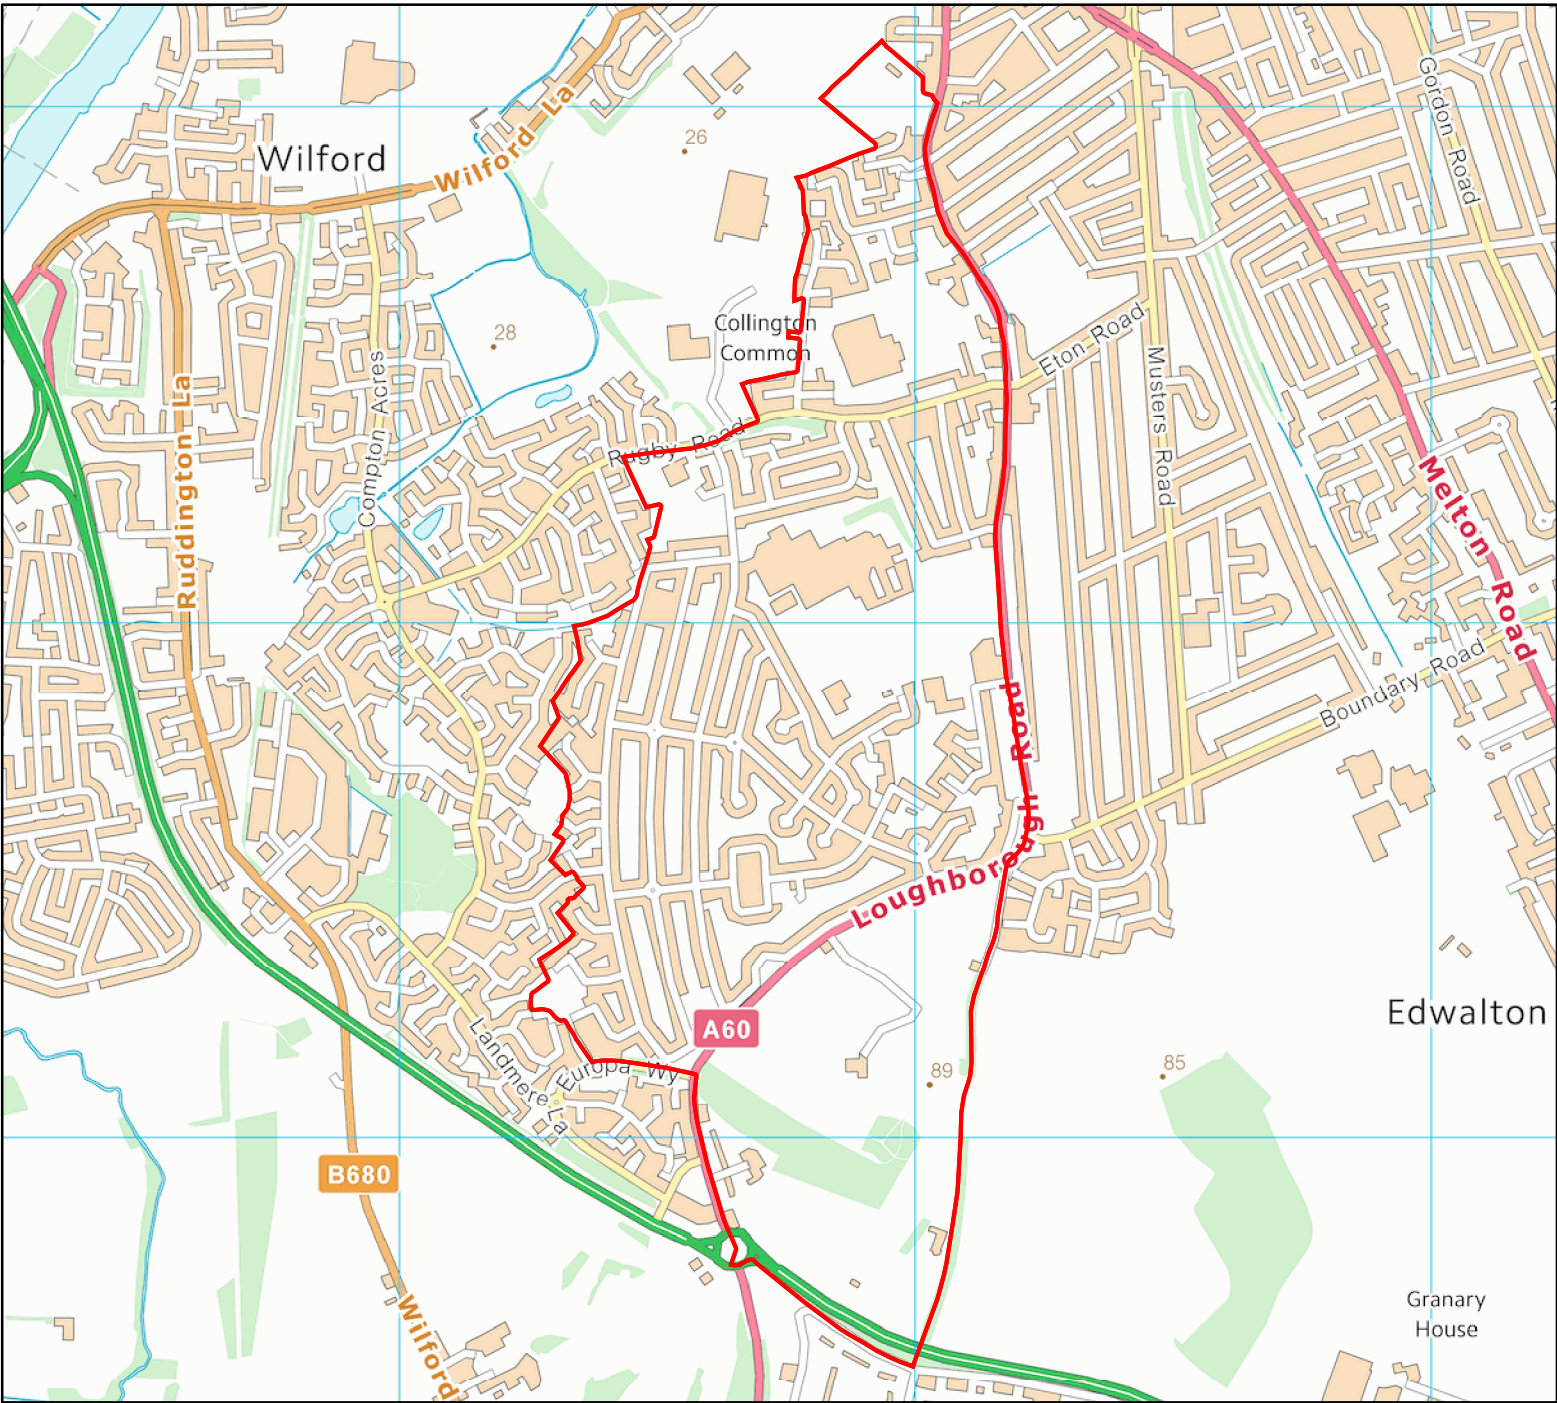 Wilford La
26
Gordon Road
Wilford
Collington
Common
28
Eton Road
Compton Acres
Musters Road
Ruddington La
Rugby Road
Melton Road
Boundary Road
Loughborough Road
Edwalton
A60
Landmere La
Europa Wy
89
85
B680
Wilford
Granary
House